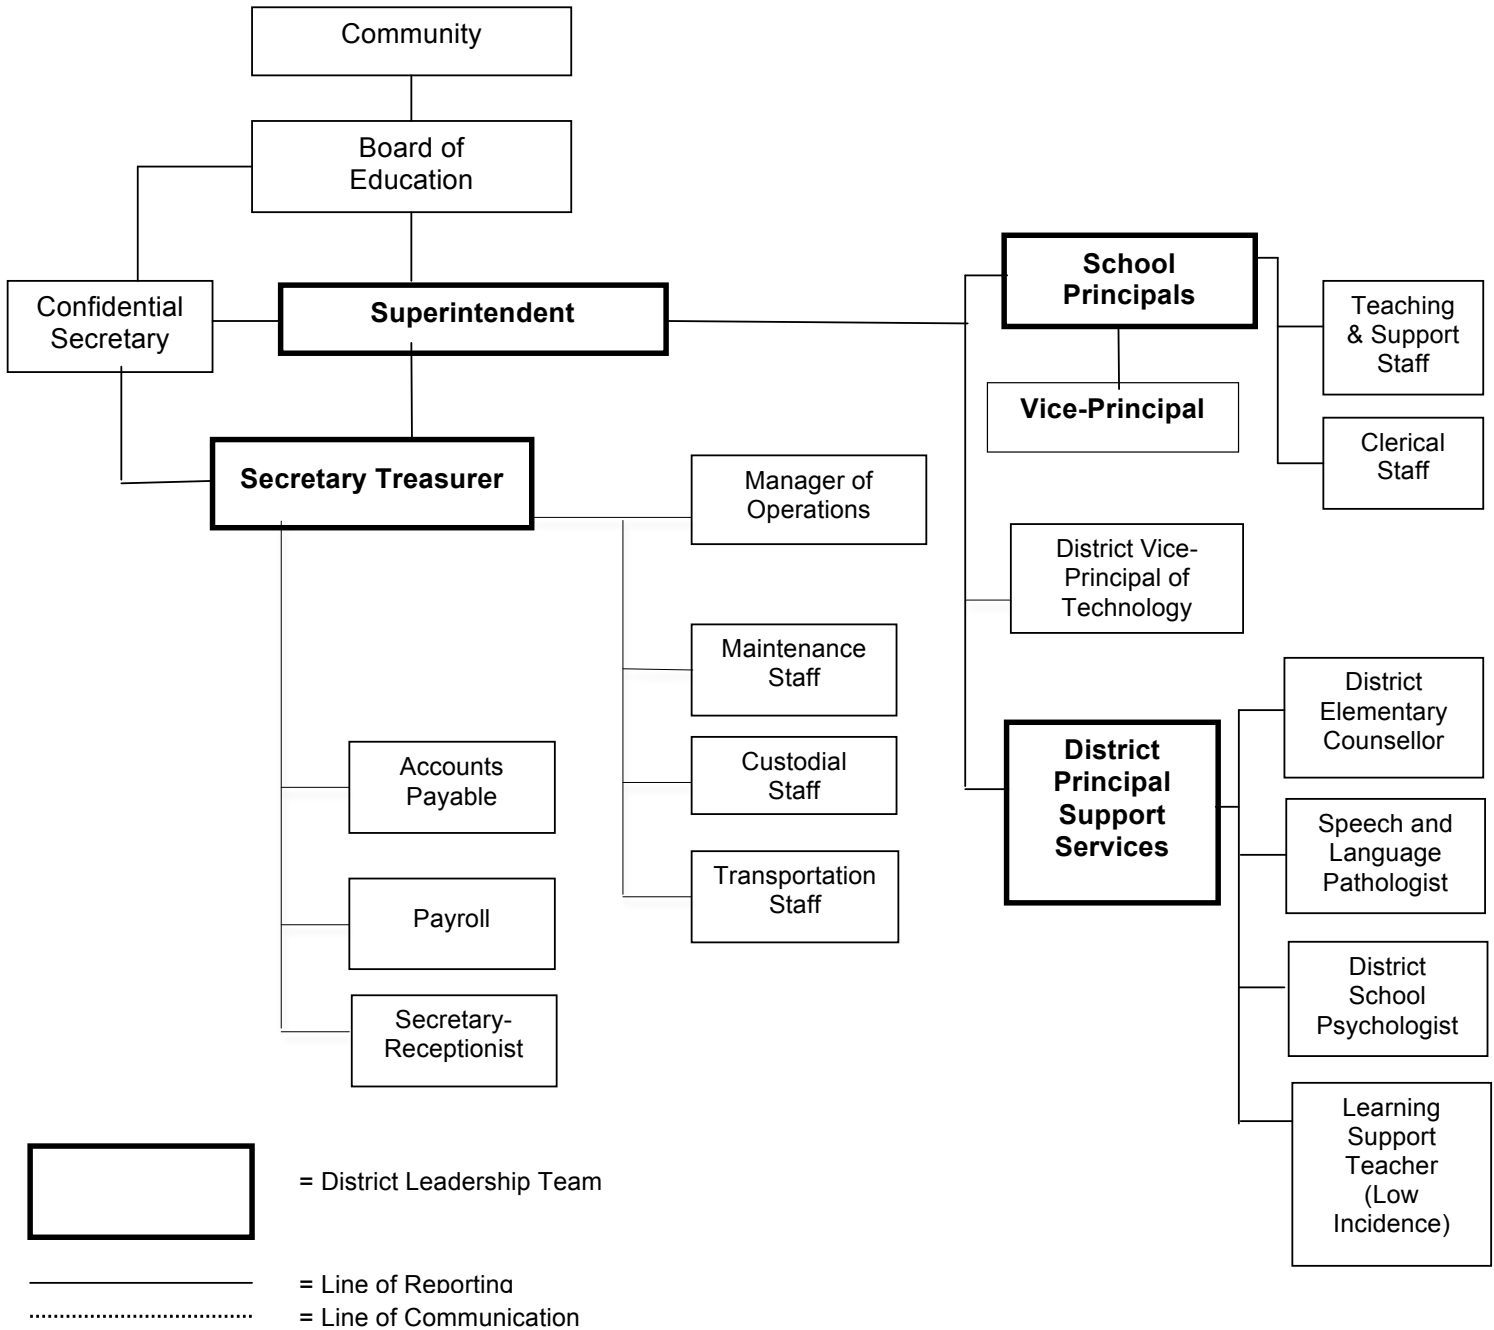 Community
Board of
Education
Confidential
Secretary
Superintendent
School
Principals
Teaching
& Support
Staff
Vice-Principal
Clerical
Staff
Secretary Treasurer
Manager of
Operations
District Vice-
Principal of
Technology
Maintenance
Staff
Custodial
Staff
Transportation
Staff
Accounts
Payable
Payroll
Secretary-
Receptionist
District
Principal
Support
Services
District
Elementary
Counsellor
Speech and
Language
Pathologist
District
School
Psychologist
Learning
Support
Teacher
(Low
Incidence)
= District Leadership Team
= Line of Reporting
= Line of Communication